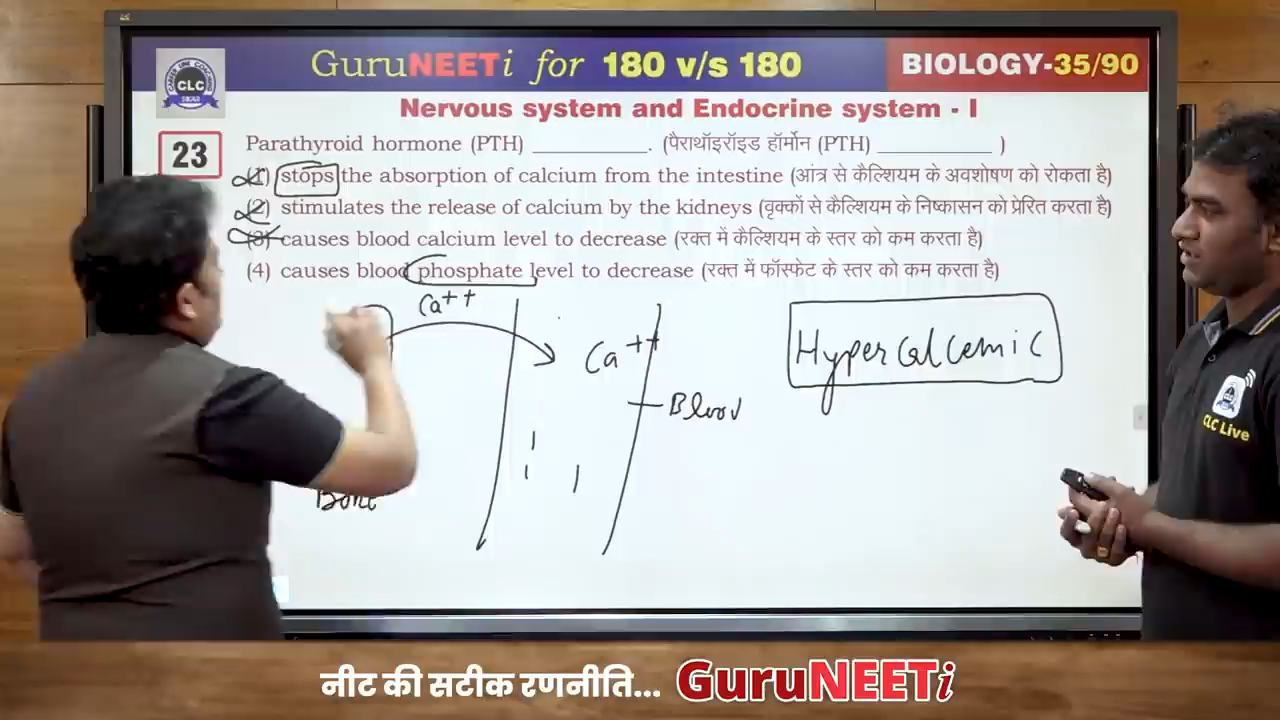 GuruNEETi for 180 v/s 180
BIOLOGY-35/90
CLC
SIKAR
Nervous system and Endocrine system - I
23
Parathyroid hormone (PTH) __________. (पैराथॉइरॉइड हॉर्मोन (PTH) __________ )
(1) stops the absorption of calcium from the intestine (आंत्र से कैल्शियम के अवशोषण को रोकता है)
(2) stimulates the release of calcium by the kidneys (वृक्कों से कैल्शियम के निष्कासन को प्रेरित करता है)
(3) causes blood calcium level to decrease (रक्त में कैल्शियम के स्तर को कम करता है)
(4) causes blood phosphate level to decrease (रक्त में फॉस्फेट के स्तर को कम करता है)
Ca++
Ca++
Hypercalcemic
Blood
Bone
CLC Live
नीट की सटीक रणनीति... GuruNEETi